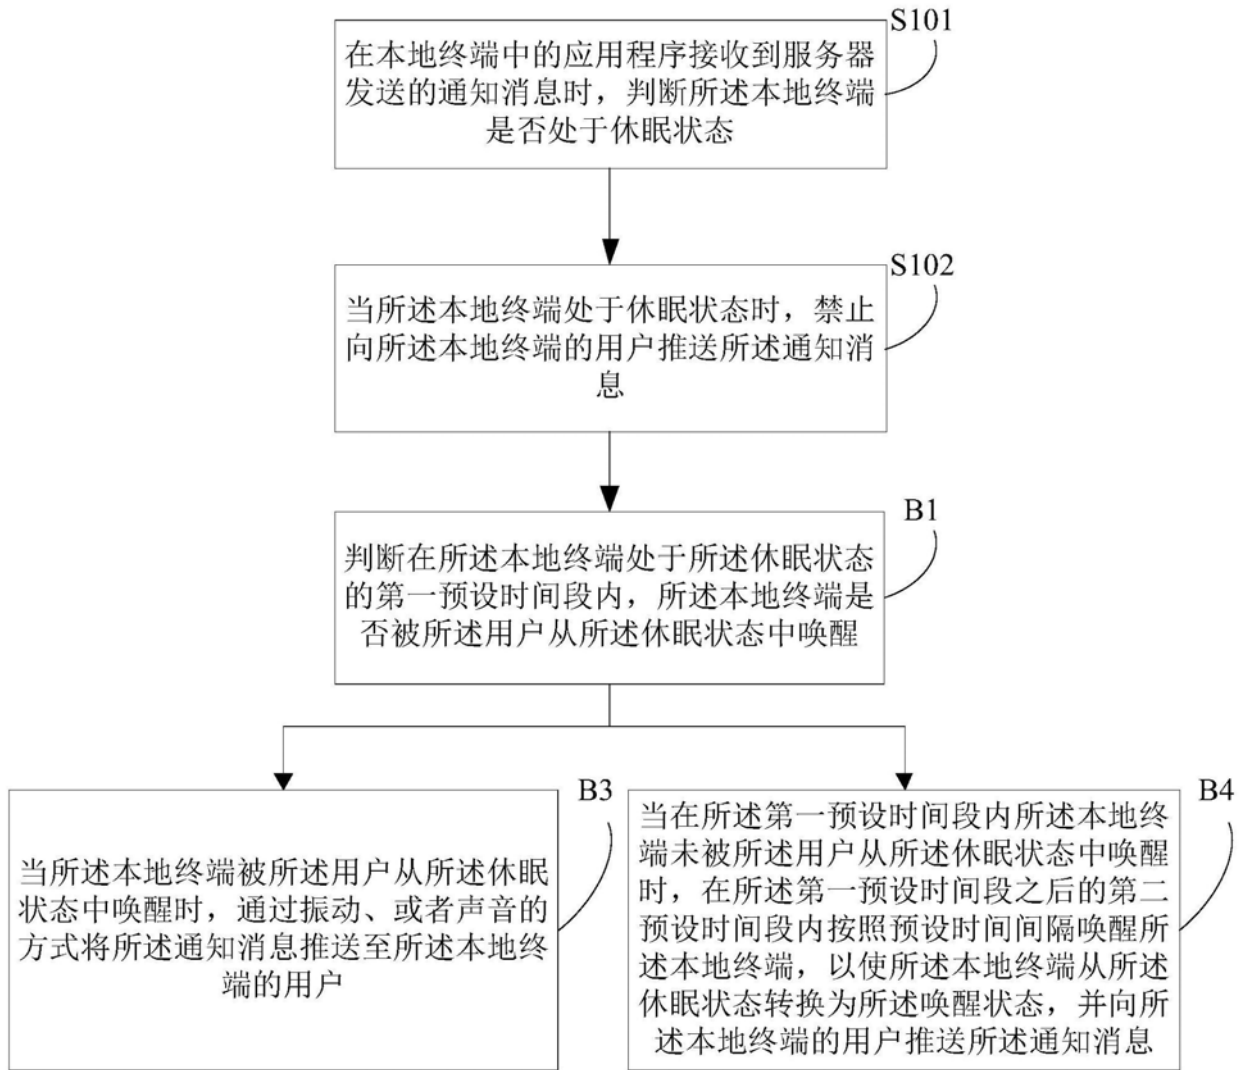 S101
在本地终端中的应用程序接收到服务器
发送的通知消息时，判断所述本地终端
是否处于休眠状态
S102
当所述本地终端处于休眠状态时，禁止
向所述本地终端的用户推送所述通知消
息
B1
判断在所述本地终端处于所述休眠状态
的第一预设时间段内，所述本地终端是
否被所述用户从所述休眠状态中唤醒
B3
当所述本地终端被所述用户从所述休眠
状态中唤醒时，通过振动、或者声音的
方式将所述通知消息推送至所述本地终
端的用户
B4
当在所述第一预设时间段内所述本地终
端未被所述用户从所述休眠状态中唤醒
时，在所述第一预设时间段之后的第二
预设时间段内按照预设时间间隔唤醒所
述本地终端，以使所述本地终端从所述
休眠状态转换为所述唤醒状态，并向所
述本地终端的用户推送所述通知消息